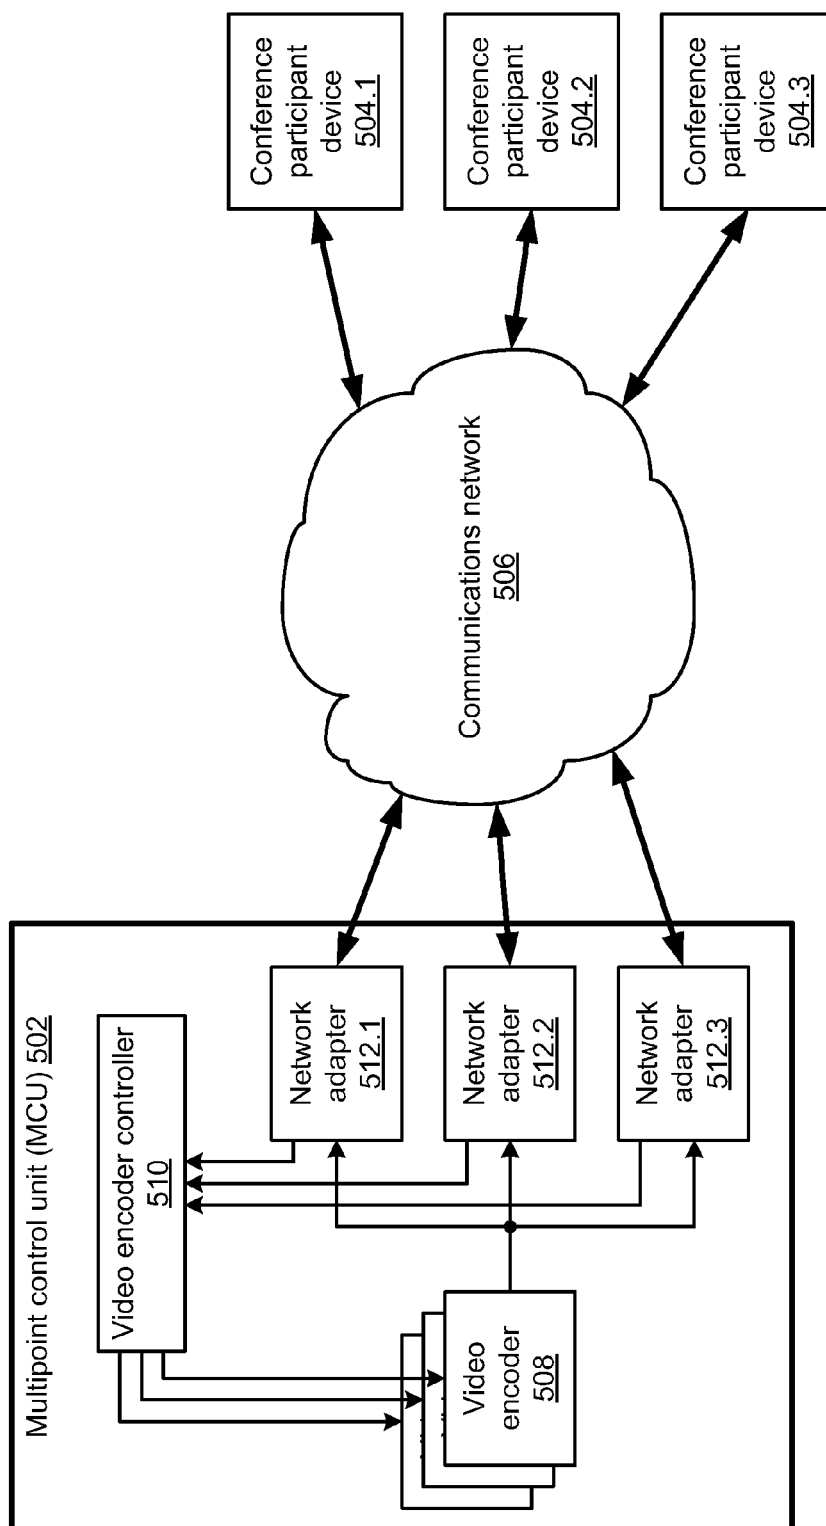 Multipoint control unit (MCU) 502
Video encoder controller
510
Video
encoder
508
Network
adapter
512.1
Network
adapter
512.2
Network
adapter
512.3
Communications network
506
Conference
participant
device
504.1
Conference
participant
device
504.2
Conference
participant
device
504.3